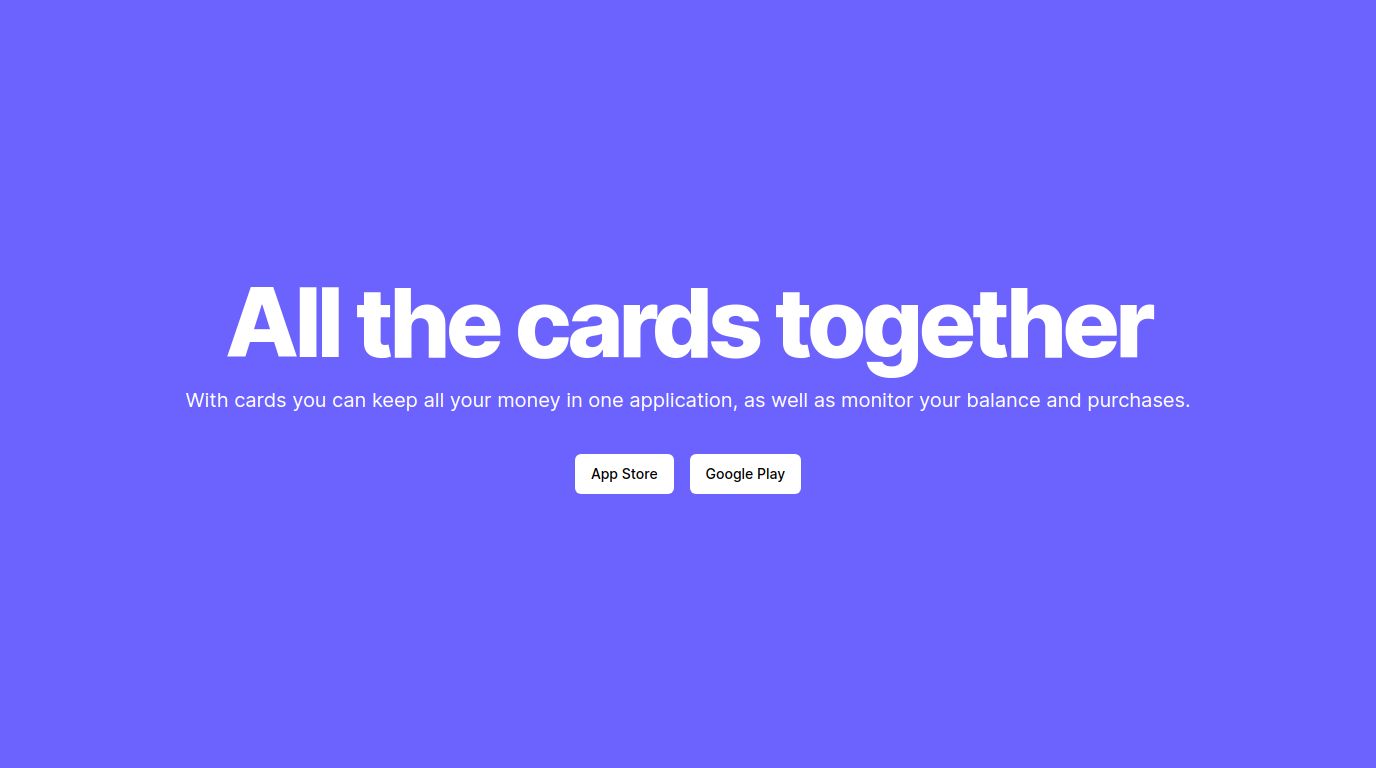 All the cards together
With cards you can keep all your money in one application, as well as monitor your balance and purchases.
App Store
Google Play